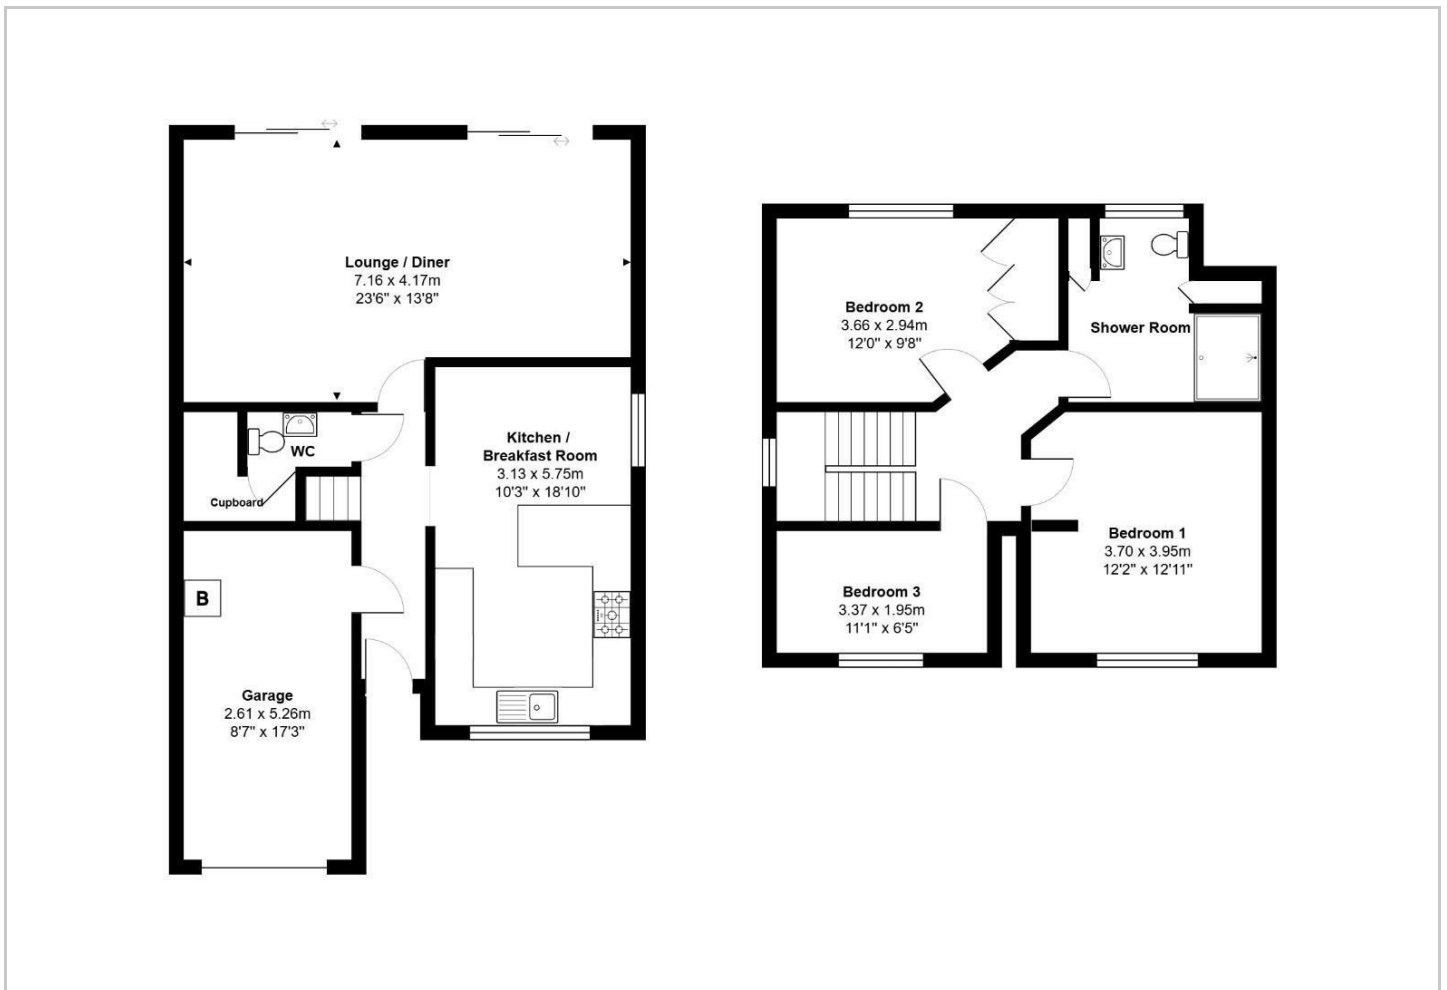 Lounge / Diner
7.16 x 4.17m
23'6" x 13'8"
Kitchen /
Breakfast Room
3.13 x 5.75m
10'3" x 18'10"
WC
Cupboard
B
Garage
2.61 x 5.26m
8'7" x 17'3"
Bedroom 2
3.66 x 2.94m
12'0" x 9'8"
Shower Room
Bedroom 1
3.70 x 3.95m
12'2" x 12'11"
Bedroom 3
3.37 x 1.95m
11'1" x 6'5"